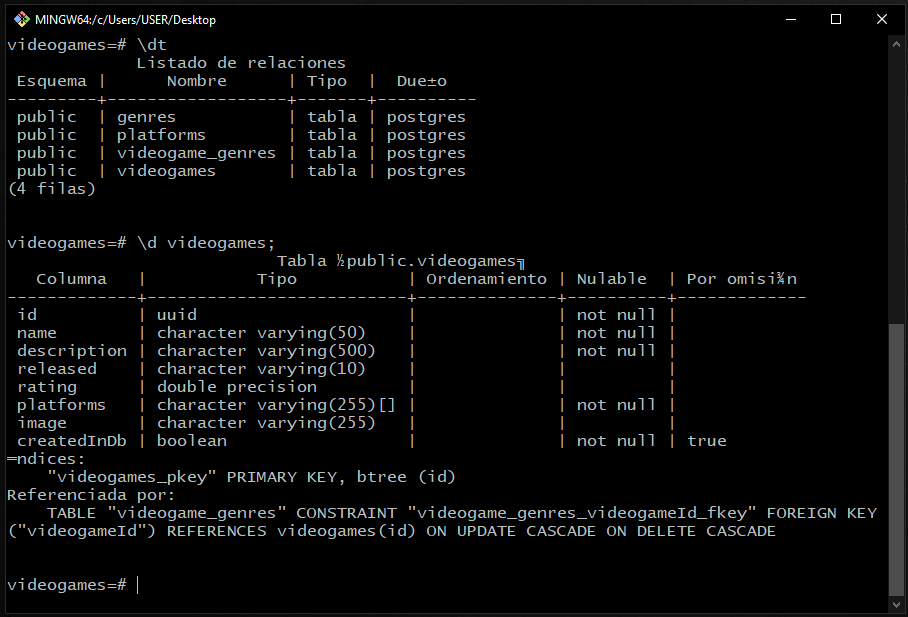 MINGW64:/c/Users/USER/Desktop
videogames=# \dt
            Listado de relaciones
 Esquema |      Nombre      | Tipo  |  Due±o
---------+------------------+-------+----------
 public  | genres           | tabla | postgres
 public  | platforms        | tabla | postgres
 public  | videogame_genres | tabla | postgres
 public  | videogames       | tabla | postgres
(4 filas)
videogames=# \d videogames;
                           Tabla ½public.videogames╗
   Columna   |           Tipo           | Ordenamiento | Nulable  | Por omisi¾n
-------------+--------------------------+--------------+----------+-------------
 id          | uuid                     |              | not null |
 name        | character varying(50)    |              | not null |
 description | character varying(500)   |              | not null |
 released    | character varying(10)    |              |          |
 rating      | double precision         |              |          |
 platforms   | character varying(255)[] |              | not null |
 image       | character varying(255)   |              |          |
 createdInDb | boolean                  |              | not null | true
═ndices:
    "videogames_pkey" PRIMARY KEY, btree (id)
Referenciada por:
    TABLE "videogame_genres" CONSTRAINT "videogame_genres_videogameId_fkey" FOREIGN KEY
("videogameId") REFERENCES videogames(id) ON UPDATE CASCADE ON DELETE CASCADE
videogames=#